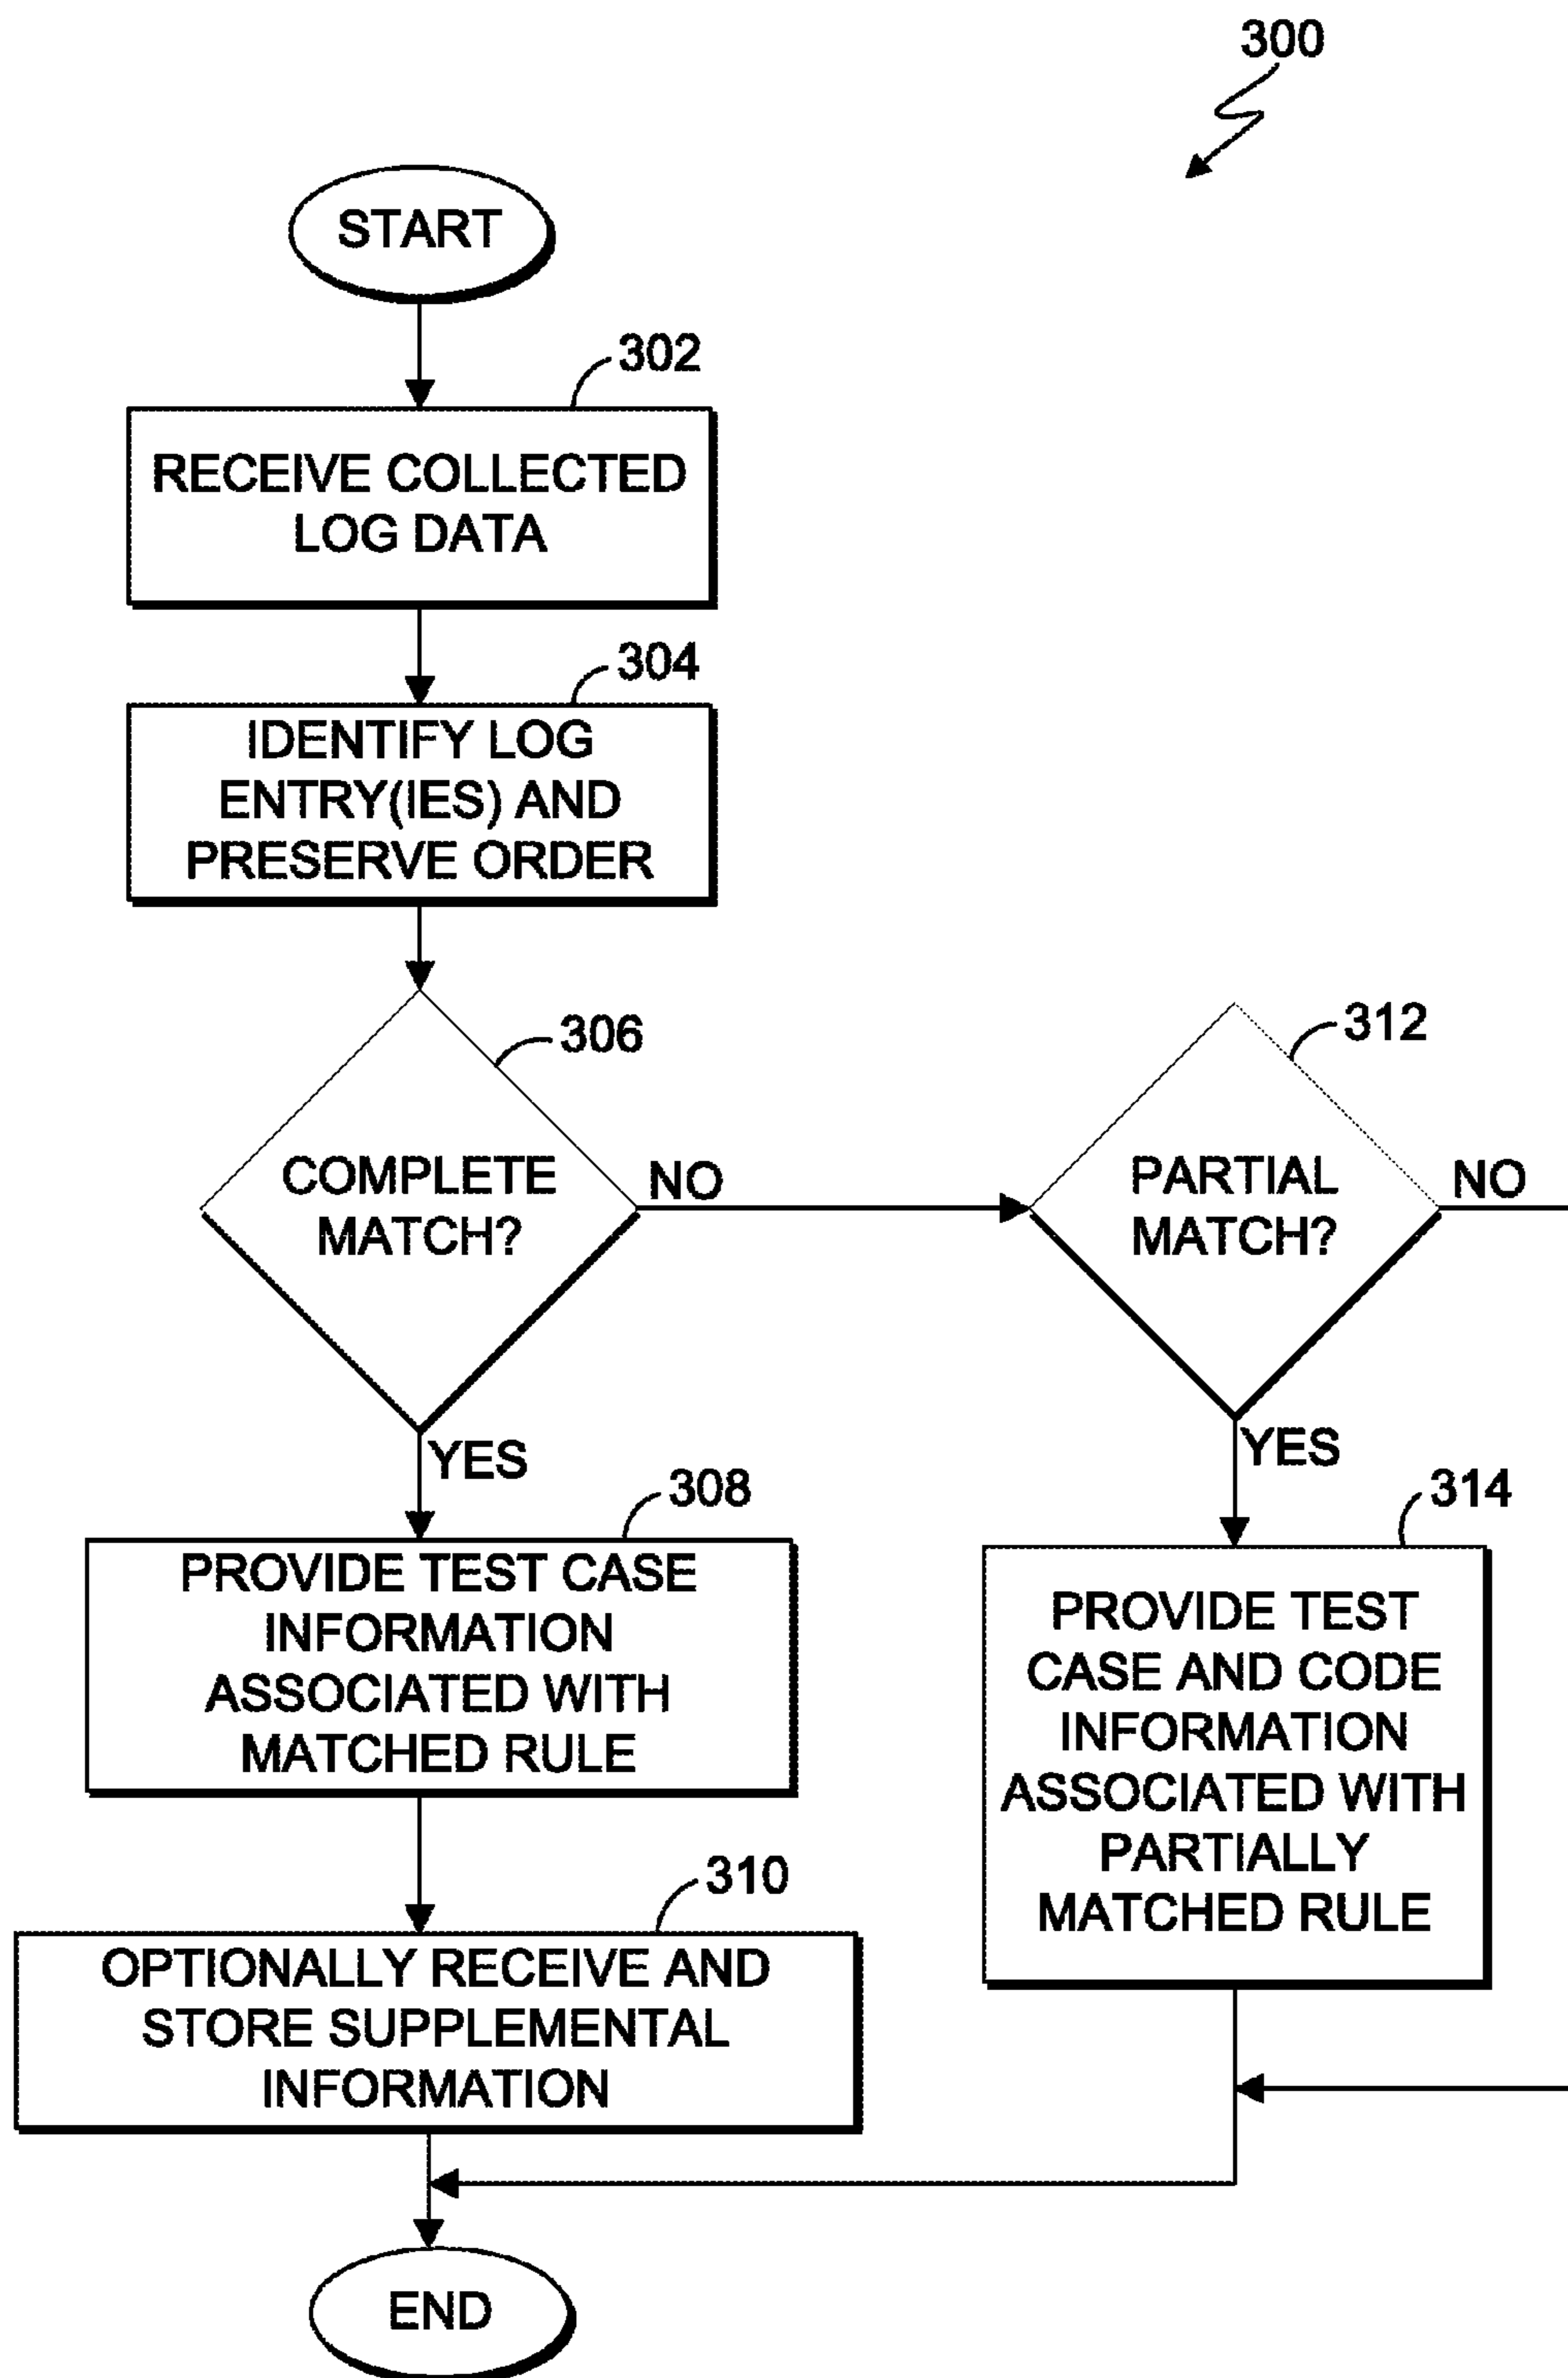 300
START
302
RECEIVE COLLECTED
LOG DATA
304
IDENTIFY LOG
ENTRY(IES) AND
PRESERVE ORDER
306
COMPLETE
MATCH?
NO
312
PARTIAL
MATCH?
NO
YES
308
PROVIDE TEST CASE
INFORMATION
ASSOCIATED WITH
MATCHED RULE
YES
314
PROVIDE TEST
CASE AND CODE
INFORMATION
ASSOCIATED WITH
PARTIALLY
MATCHED RULE
310
OPTIONALLY RECEIVE AND
STORE SUPPLEMENTAL
INFORMATION
END